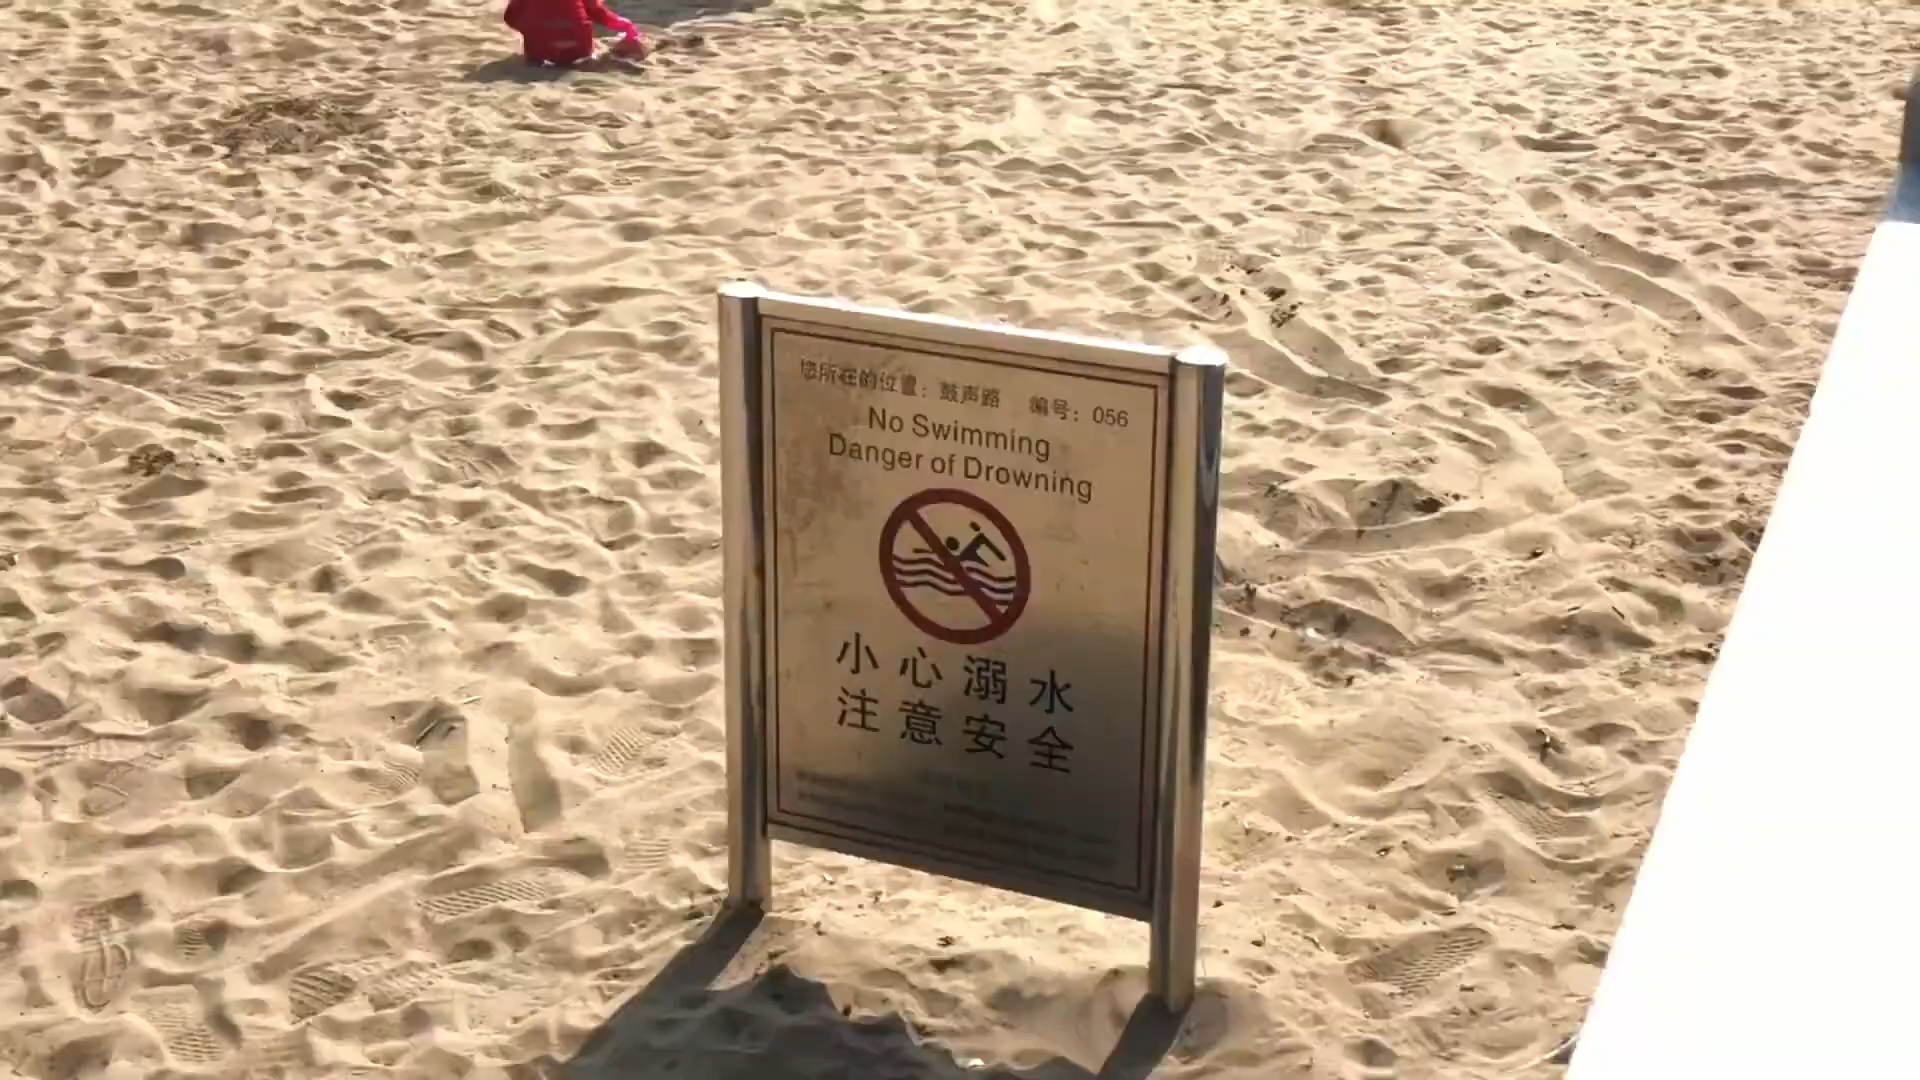 您所在的位置：鼓声路 编号：056
No Swimming
Danger of Drowning
小心溺水
注意安全